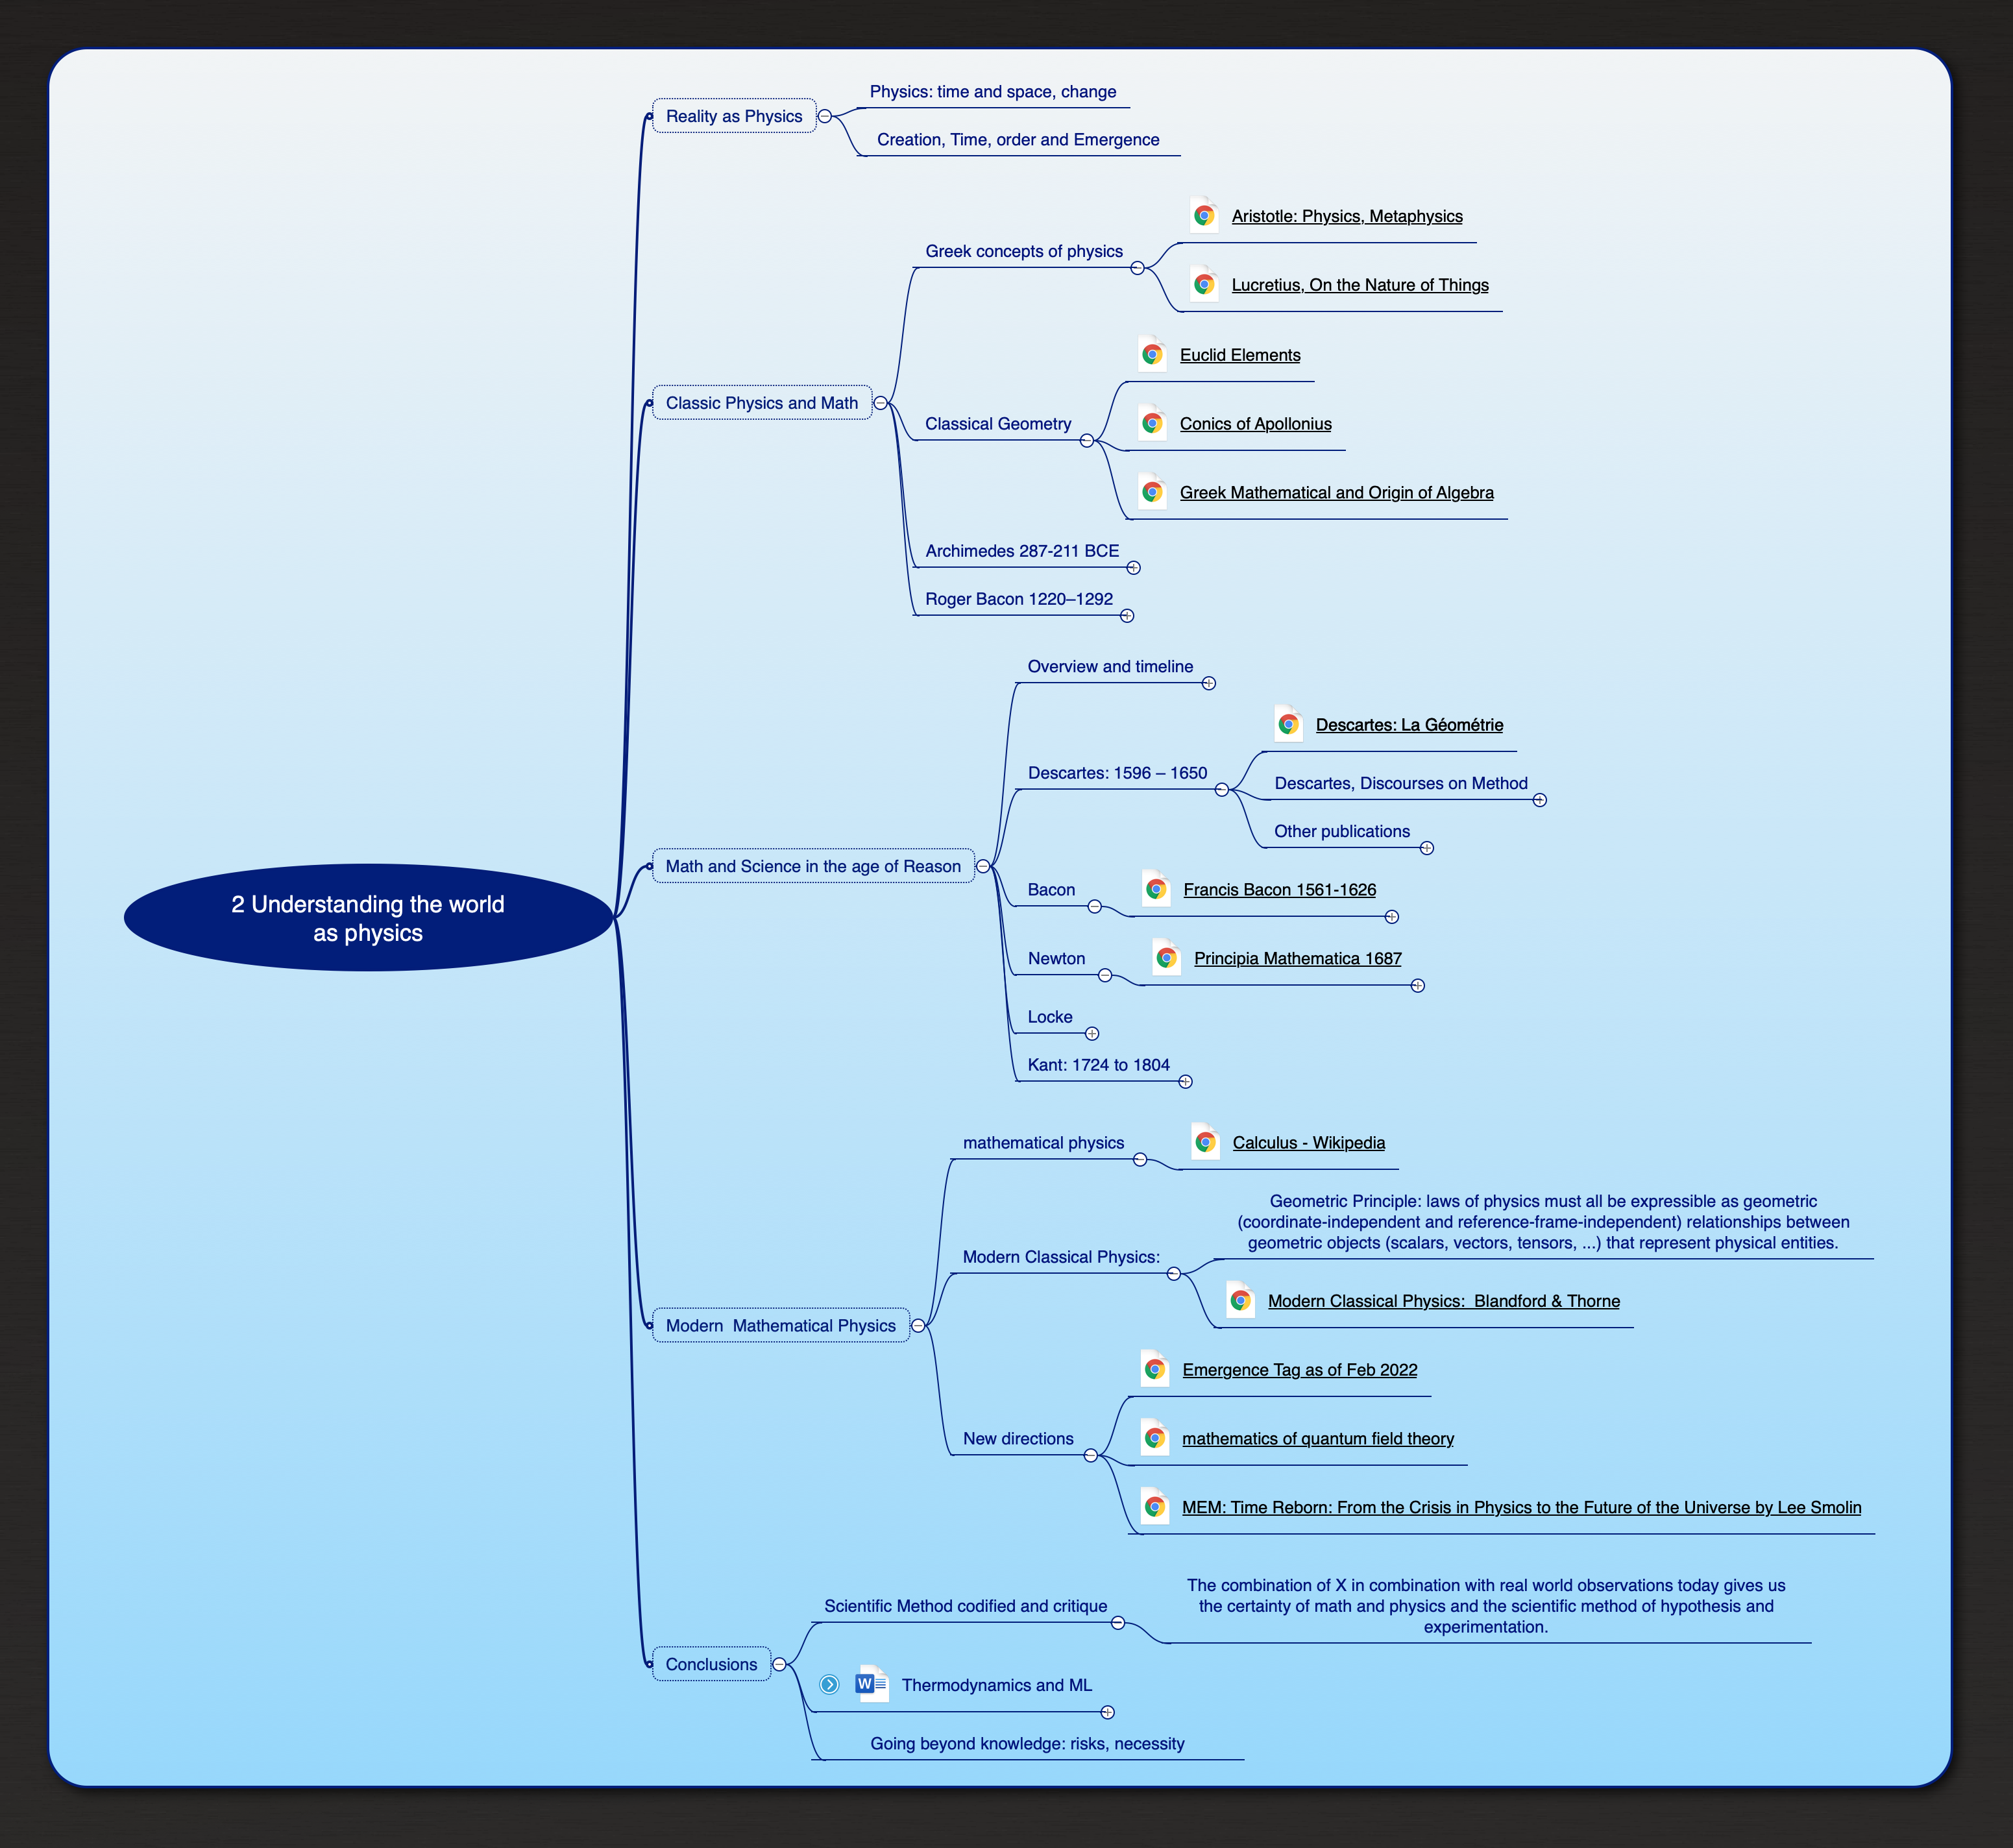 2 Understanding the world
as physics
Reality as Physics
Physics: time and space, change
Creation, Time, order and Emergence
Classic Physics and Math
Greek concepts of physics
Aristotle: Physics, Metaphysics
Lucretius, On the Nature of Things
Classical Geometry
Euclid Elements
Conics of Apollonius
Greek Mathematical and Origin of Algebra
Archimedes 287-211 BCE
Roger Bacon 1220–1292
Math and Science in the age of Reason
Overview and timeline
Descartes: 1596 – 1650
Descartes: La Géométrie
Descartes, Discourses on Method
Other publications
Bacon
Francis Bacon 1561-1626
Newton
Principia Mathematica 1687
Locke
Kant: 1724 to 1804
Modern  Mathematical Physics
mathematical physics
Calculus - Wikipedia
Modern Classical Physics:
Geometric Principle: laws of physics must all be expressible as geometric
(coordinate-independent and reference-frame-independent) relationships between
geometric objects (scalars, vectors, tensors, ...) that represent physical entities.
Modern Classical Physics:  Blandford & Thorne
New directions
Emergence Tag as of Feb 2022
mathematics of quantum field theory
MEM: Time Reborn: From the Crisis in Physics to the Future of the Universe by Lee Smolin
Conclusions
Scientific Method codified and critique
The combination of X in combination with real world observations today gives us
the certainty of math and physics and the scientific method of hypothesis and
experimentation.
W
Thermodynamics and ML
Going beyond knowledge: risks, necessity